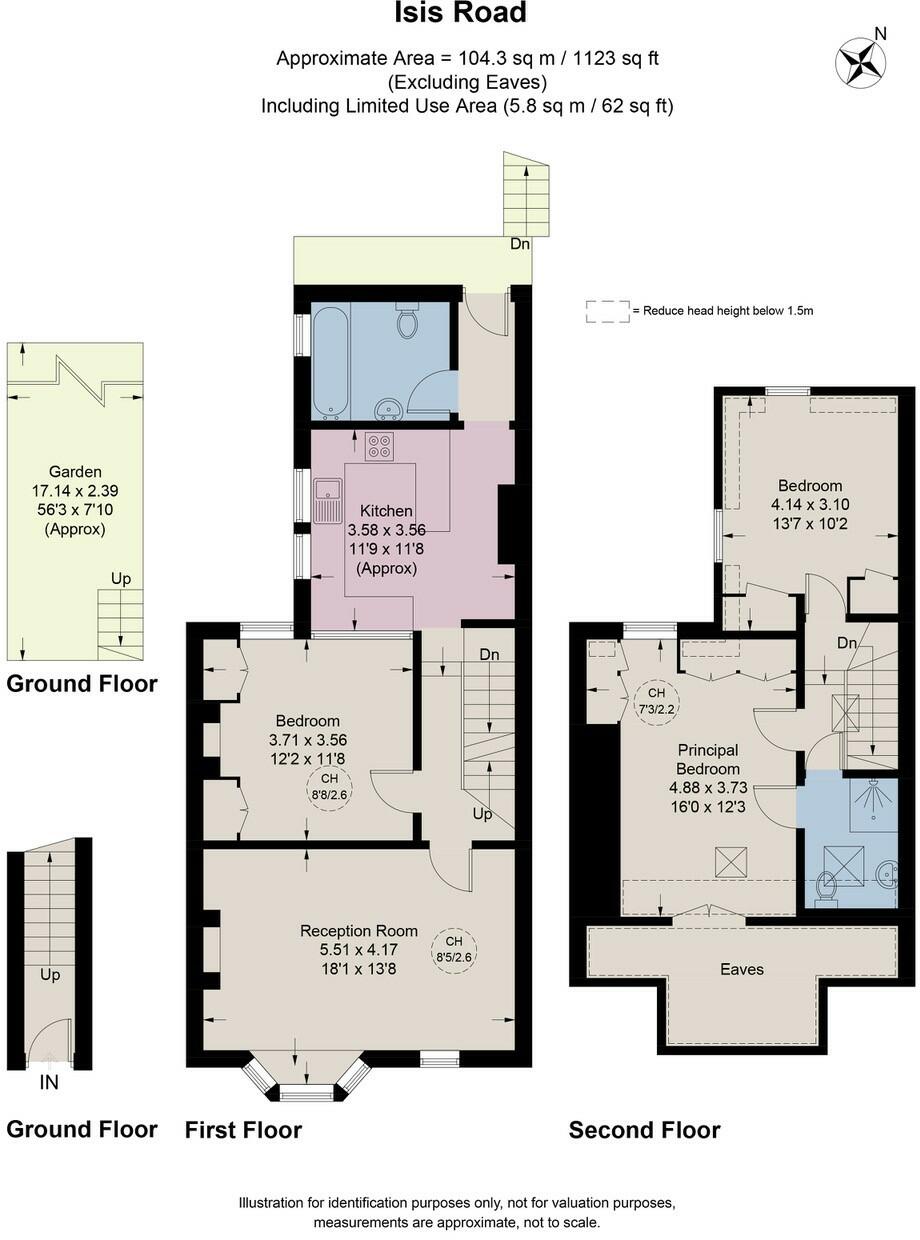 Isis Road
Approximate Area = 104.3 sq m / 1123 sq ft
(Excluding Eaves)
Including Limited Use Area (5.8 sq m / 62 sq ft)
N
Dn
= Reduce head height below 1.5m
Garden
17.14 x 2.39
56'3 x 7'10
(Approx)
Up
Ground Floor
Kitchen
3.58 x 3.56
11'9 x 11'8
(Approx)
Bedroom
3.71 x 3.56
12'2 x 11'8
CH
8'8/2.6
Dn
Up
Reception Room
5.51 x 4.17
18'1 x 13'8
CH
8'5/2.6
Bedroom
4.14 x 3.10
13'7 x 10'2
Dn
CH
7'3/2.2
Principal
Bedroom
4.88 x 3.73
16'0 x 12'3
Eaves
Up
IN
Ground Floor
First Floor
Second Floor
Illustration for identification purposes only, not for valuation purposes,
measurements are approximate, not to scale.